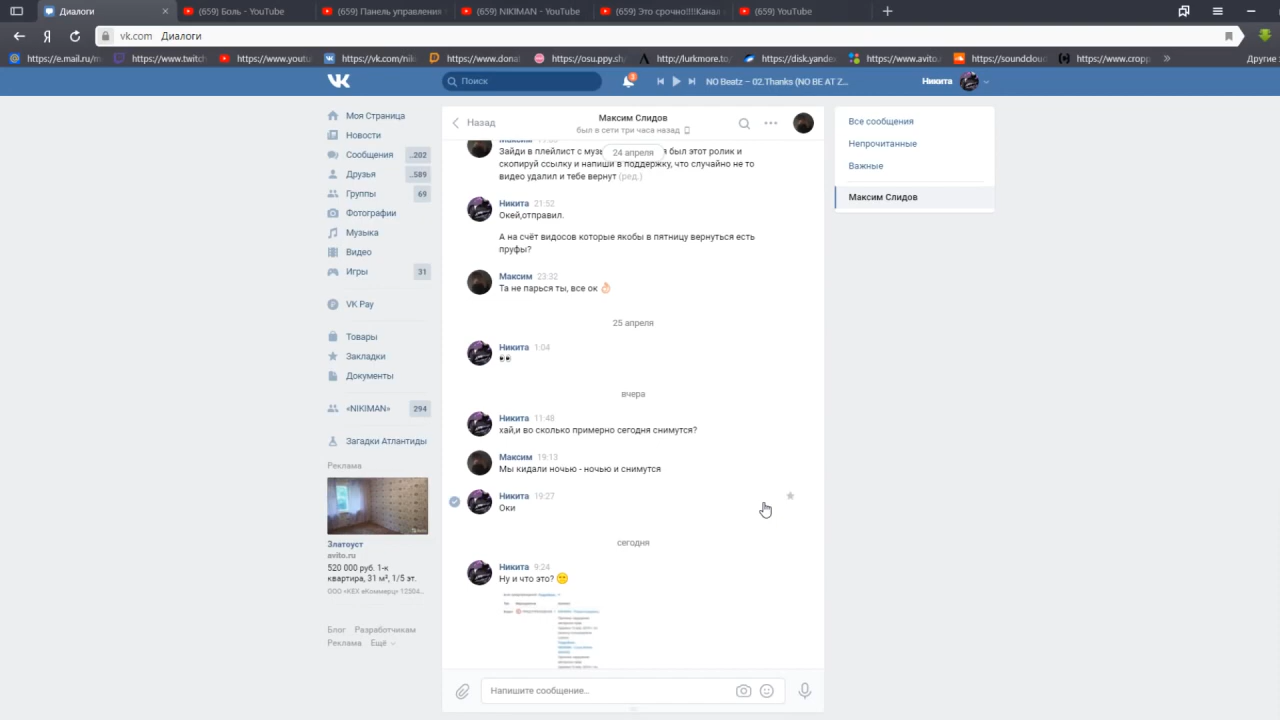 Диалоги
(659) Боль - YouTube
(659) Панель управления
(659) NIKIMAN - YouTube
(659) Это срочно!!!!Канал
(659) YouTube
vk.com Диалоги
https://e.mail.ru/m
https://www.twitch
https://www.youtu
https://vk.com/niki
https://www.donat
https://osu.ppy.sh/
http://lurkmore.to/
https://disk.yandex
https://www.avito.r
https://soundcloud.
https://www.cropp
Другие
Поиск
3
NO Beatz – 02.Thanks (NO BE AT Z...
Никита
Моя Страница
Новости
Сообщения ..202
Друзья ..589
Группы 69
Фотографии
Музыка
Видео
Игры 31
VK Pay
Товары
Закладки
Документы
«NIKIMAN» 294
Загадки Атлантиды
Реклама
Златоуст
avito.ru
520 000 руб. 1-к
квартира, 31 м², 1/5 эт.
ООО «КЕХ еКоммерц» 12304...
Блог Разработчикам
Реклама Ещё
Назад
Максим Слидов
был в сети три часа назад
Максим
24 апреля
Зайди в плейлист с музы был этот ролик и
скопируй ссылку и напиши в поддержку, что случайно не то
видео удалил и тебе вернут (ред.)
Никита 21:52
Окей,отправил.
А на счёт видосов которые якобы в пятницу вернуться есть
пруфы?
Максим 23:32
Та не парься ты, все ок 👌
25 апреля
Никита 1:04
👀
вчера
Никита 11:48
хай,и во сколько примерно сегодня снимутся?
Максим 19:13
Мы кидали ночью - ночью и снимутся
Никита 19:27
Оки
сегодня
Никита 9:24
Ну и что это?
Напишите сообщение...
Все сообщения
Непрочитанные
Важные
Максим Слидов